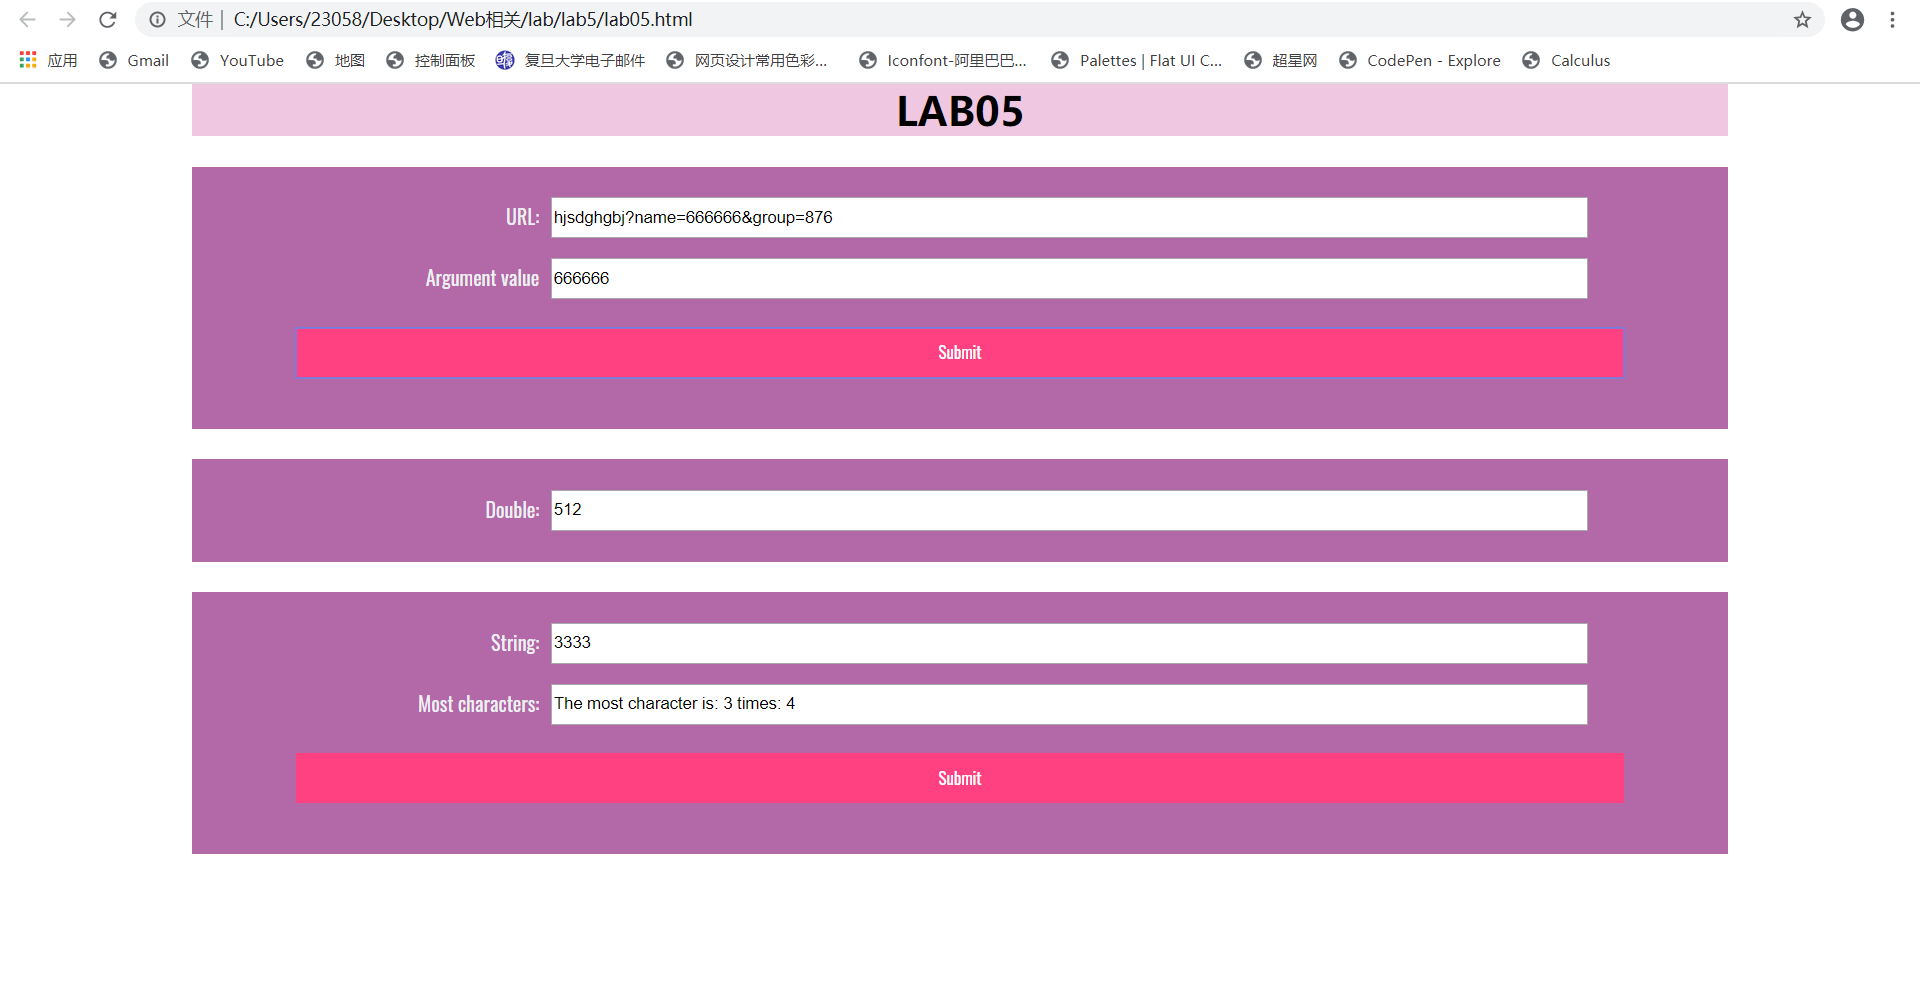 文件 | C:/Users/23058/Desktop/Web相关/lab/lab5/lab05.html
应用 Gmail YouTube 地图 控制面板 复旦大学电子邮件 网页设计常用色彩... Iconfont-阿里巴巴... Palettes | Flat UI C... 超星网 CodePen - Explore Calculus
LAB05
URL: hjsdghgbj?name=666666&group=876
Argument value 666666
Submit
Double: 512
String: 3333
Most characters: The most character is: 3 times: 4
Submit